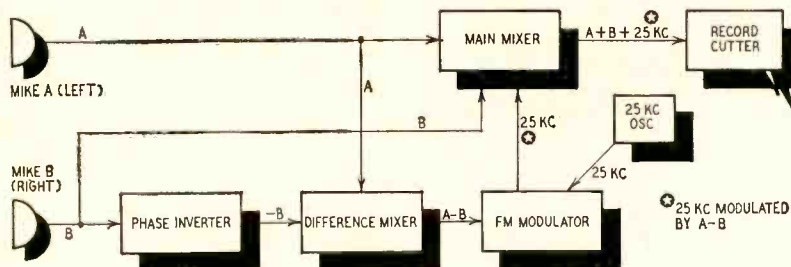 A
MIKE A (LEFT)
A
MAIN MIXER
A+B+25 KC ✪
RECORD
CUTTER
B
25 KC
✪
25 KC
OSC
25 KC
MIKE B
(RIGHT)
B
PHASE INVERTER
-B
DIFFERENCE MIXER
A-B
FM MODULATOR
✪ 25 KC MODULATED
BY A-B